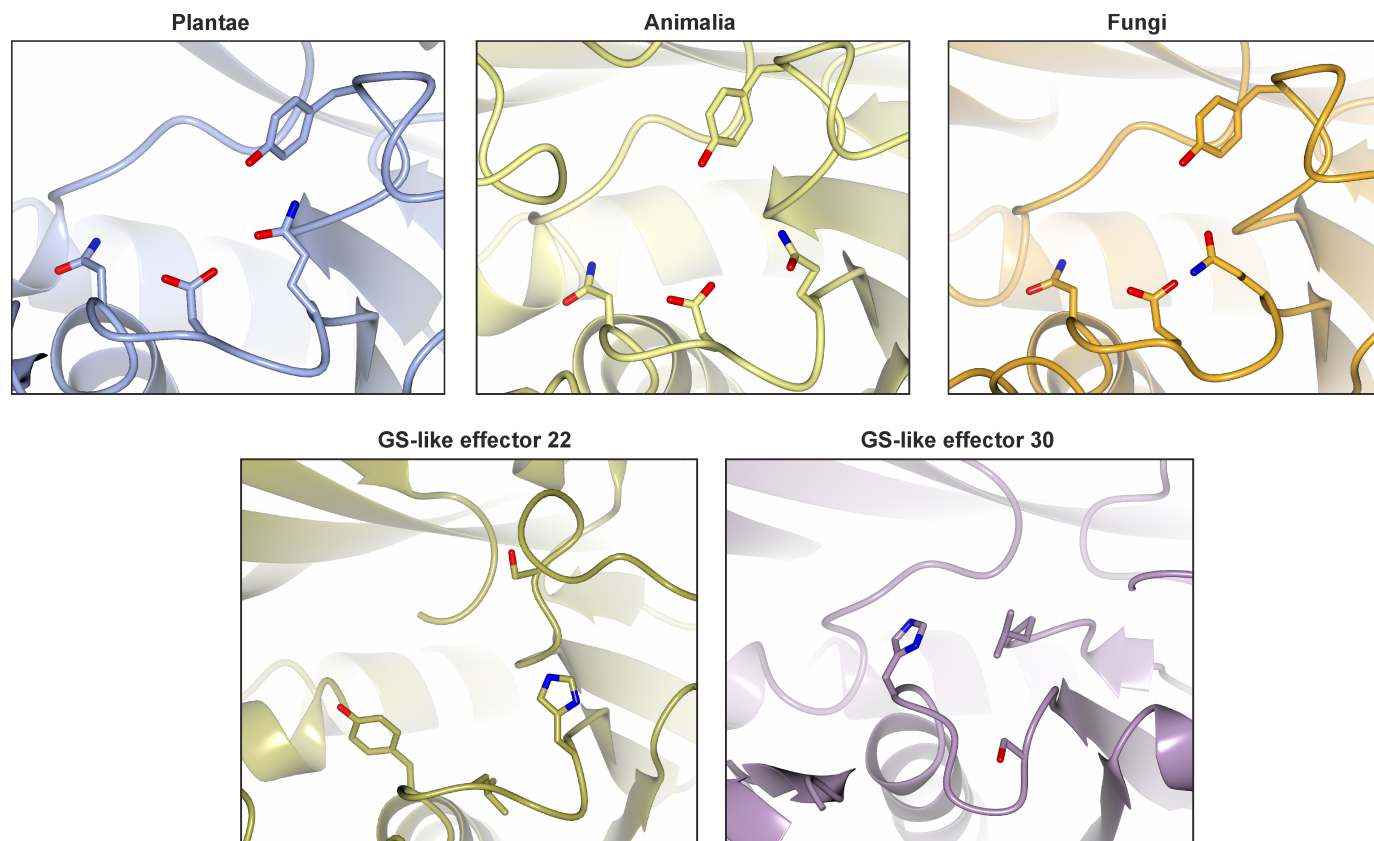 Plantae
Animalia
Fungi
GS-like effector 22
GS-like effector 30